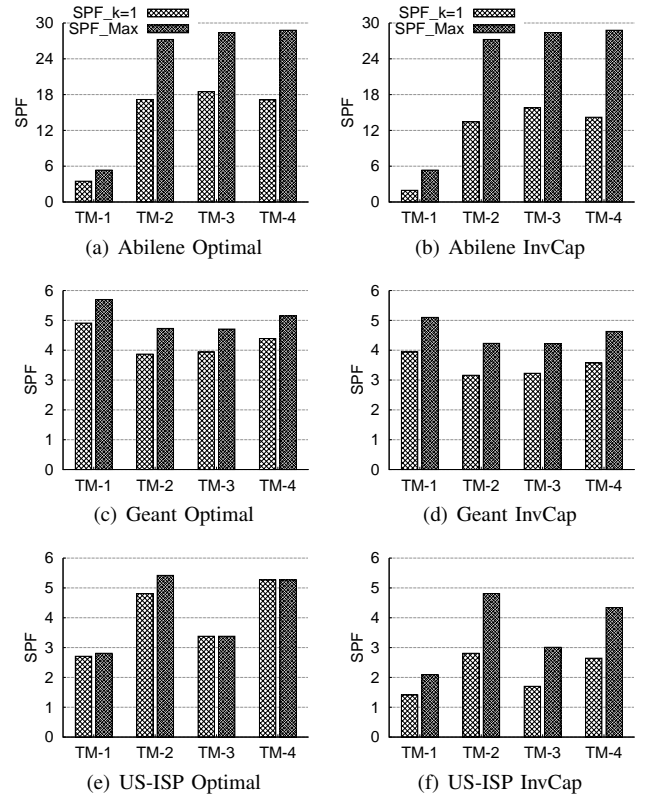 SPF_k=1
SPF_Max
30
24
18
12
6
0
SPF
TM-1 TM-2 TM-3 TM-4
(a) Abilene Optimal
SPF_k=1
SPF_Max
30
24
18
12
6
0
SPF
TM-1 TM-2 TM-3 TM-4
(b) Abilene InvCap
6
5
4
3
2
1
0
SPF
TM-1 TM-2 TM-3 TM-4
(c) Geant Optimal
6
5
4
3
2
1
0
SPF
TM-1 TM-2 TM-3 TM-4
(d) Geant InvCap
6
5
4
3
2
1
0
SPF
TM-1 TM-2 TM-3 TM-4
(e) US-ISP Optimal
6
5
4
3
2
1
0
SPF
TM-1 TM-2 TM-3 TM-4
(f) US-ISP InvCap